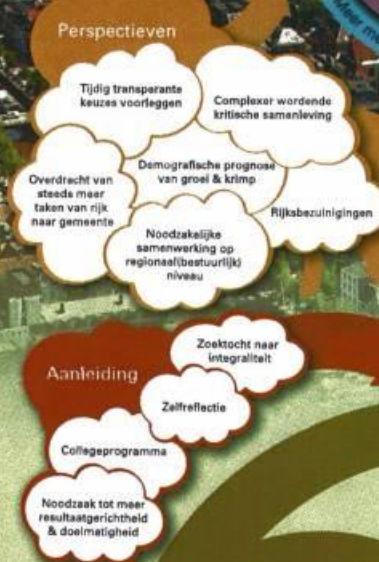 Meer m
Perspectieven
Tijdig transparante
keuzes voorleggen
Complexer wordende
kritische samenleving
Demografische prognose
van groei & krimp
Overdracht van
steeds meer
taken van rijk
naar gemeente
Rijksbezuinigingen
Noodzakelijke
samenwerking op
regionaal(bestuurlijk)
niveau
Aanleiding
Zoektocht naar
integraliteit
Zelfreflectie
Collegeprogramma
Noodzaak tot meer
resultaatgerichtheid
& doelmatigheid